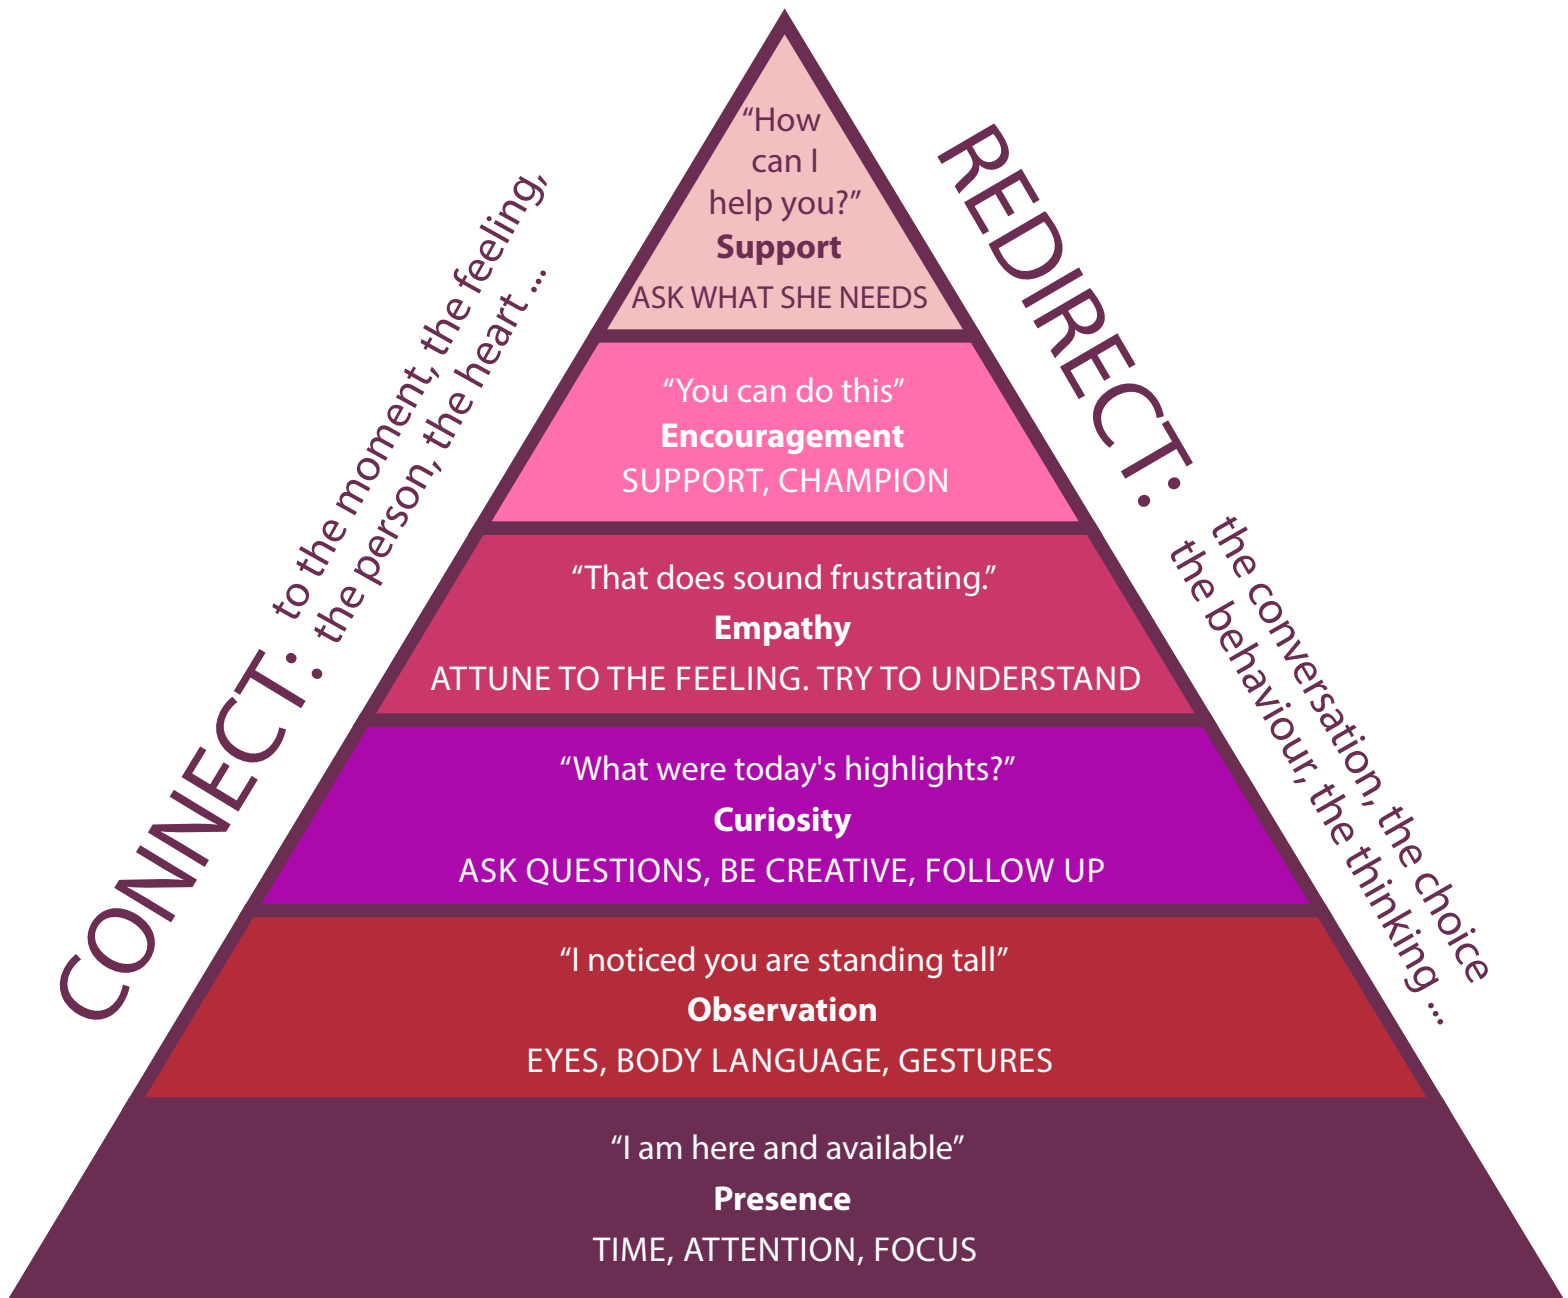 “How
can I
help you?”
Support
ASK WHAT SHE NEEDS
“You can do this”
Encouragement
SUPPORT, CHAMPION
“That does sound frustrating.”
Empathy
ATTUNE TO THE FEELING. TRY TO UNDERSTAND
“What were today's highlights?”
Curiosity
ASK QUESTIONS, BE CREATIVE, FOLLOW UP
“I noticed you are standing tall”
Observation
EYES, BODY LANGUAGE, GESTURES
“I am here and available”
Presence
TIME, ATTENTION, FOCUS
CONNECT:
to the moment, the feeling,
the person, the heart ...
REDIRECT:
the conversation, the choice
the behaviour, the thinking ...